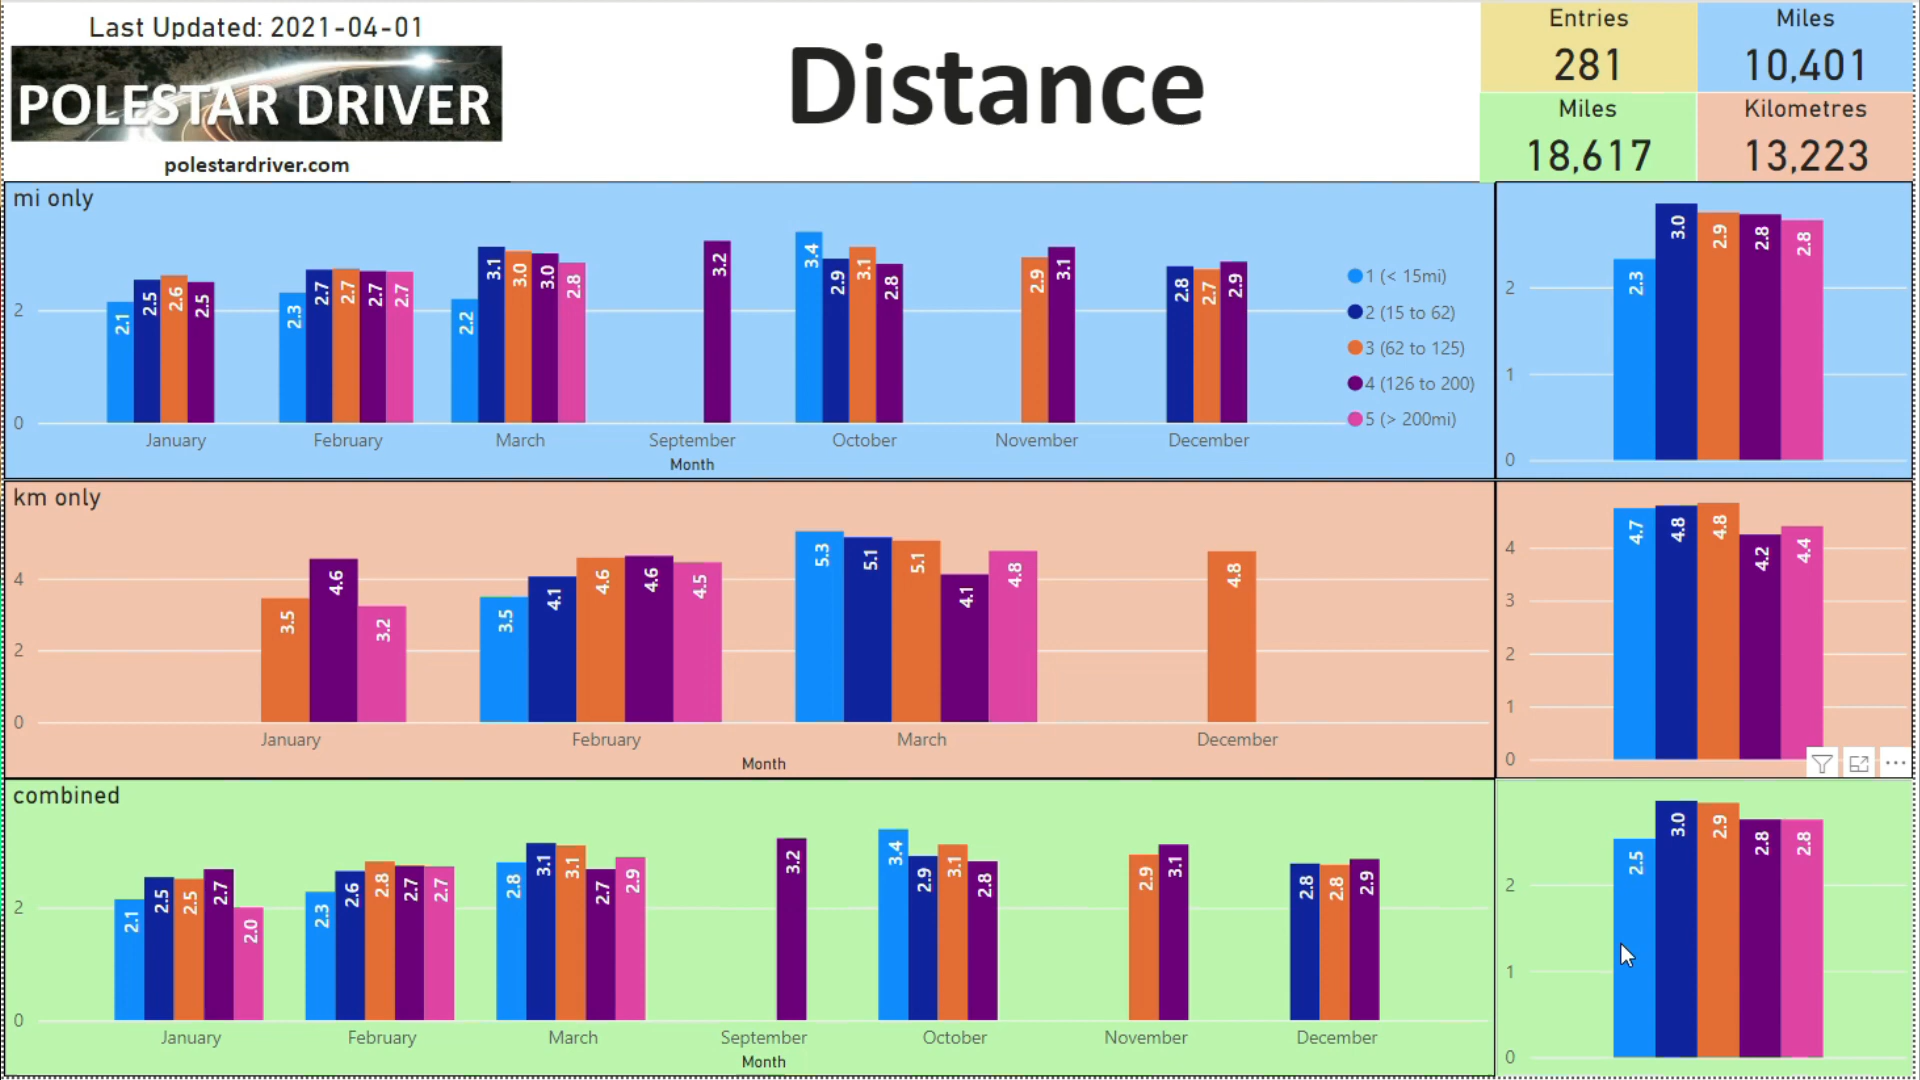 Last Updated: 2021-04-01
POLESTAR DRIVER
polestardriver.com
Distance
Entries
281
Miles
10,401
Miles
18,617
Kilometres
13,223
mi only
2
0
2.1 2.5 2.6 2.5
2.3 2.7 2.7 2.7 2.7
2.2 3.1 3.0 3.0 2.8
3.2
3.4 2.9 3.1 2.8
2.9 3.1
2.8 2.7 2.9
January February March September October November December
Month
1 (< 15mi)
2 (15 to 62)
3 (62 to 125)
4 (126 to 200)
5 (> 200mi)
2
1
0
2.3 3.0 2.9 2.8 2.8
km only
4
2
0
3.5 4.6 3.2
3.5 4.1 4.6 4.6 4.5
5.3 5.1 5.1 4.1 4.8
4.8
January February March December
Month
4
3
2
1
0
4.7 4.8 4.8 4.2 4.4
combined
2
0
2.1 2.5 2.5 2.7 2.0
2.3 2.6 2.8 2.7 2.7
2.8 3.1 3.1 2.7 2.9
3.2
3.4 2.9 3.1 2.8
2.9 3.1
2.8 2.8 2.9
January February March September October November December
Month
2
1
0
2.5 3.0 2.9 2.8 2.8